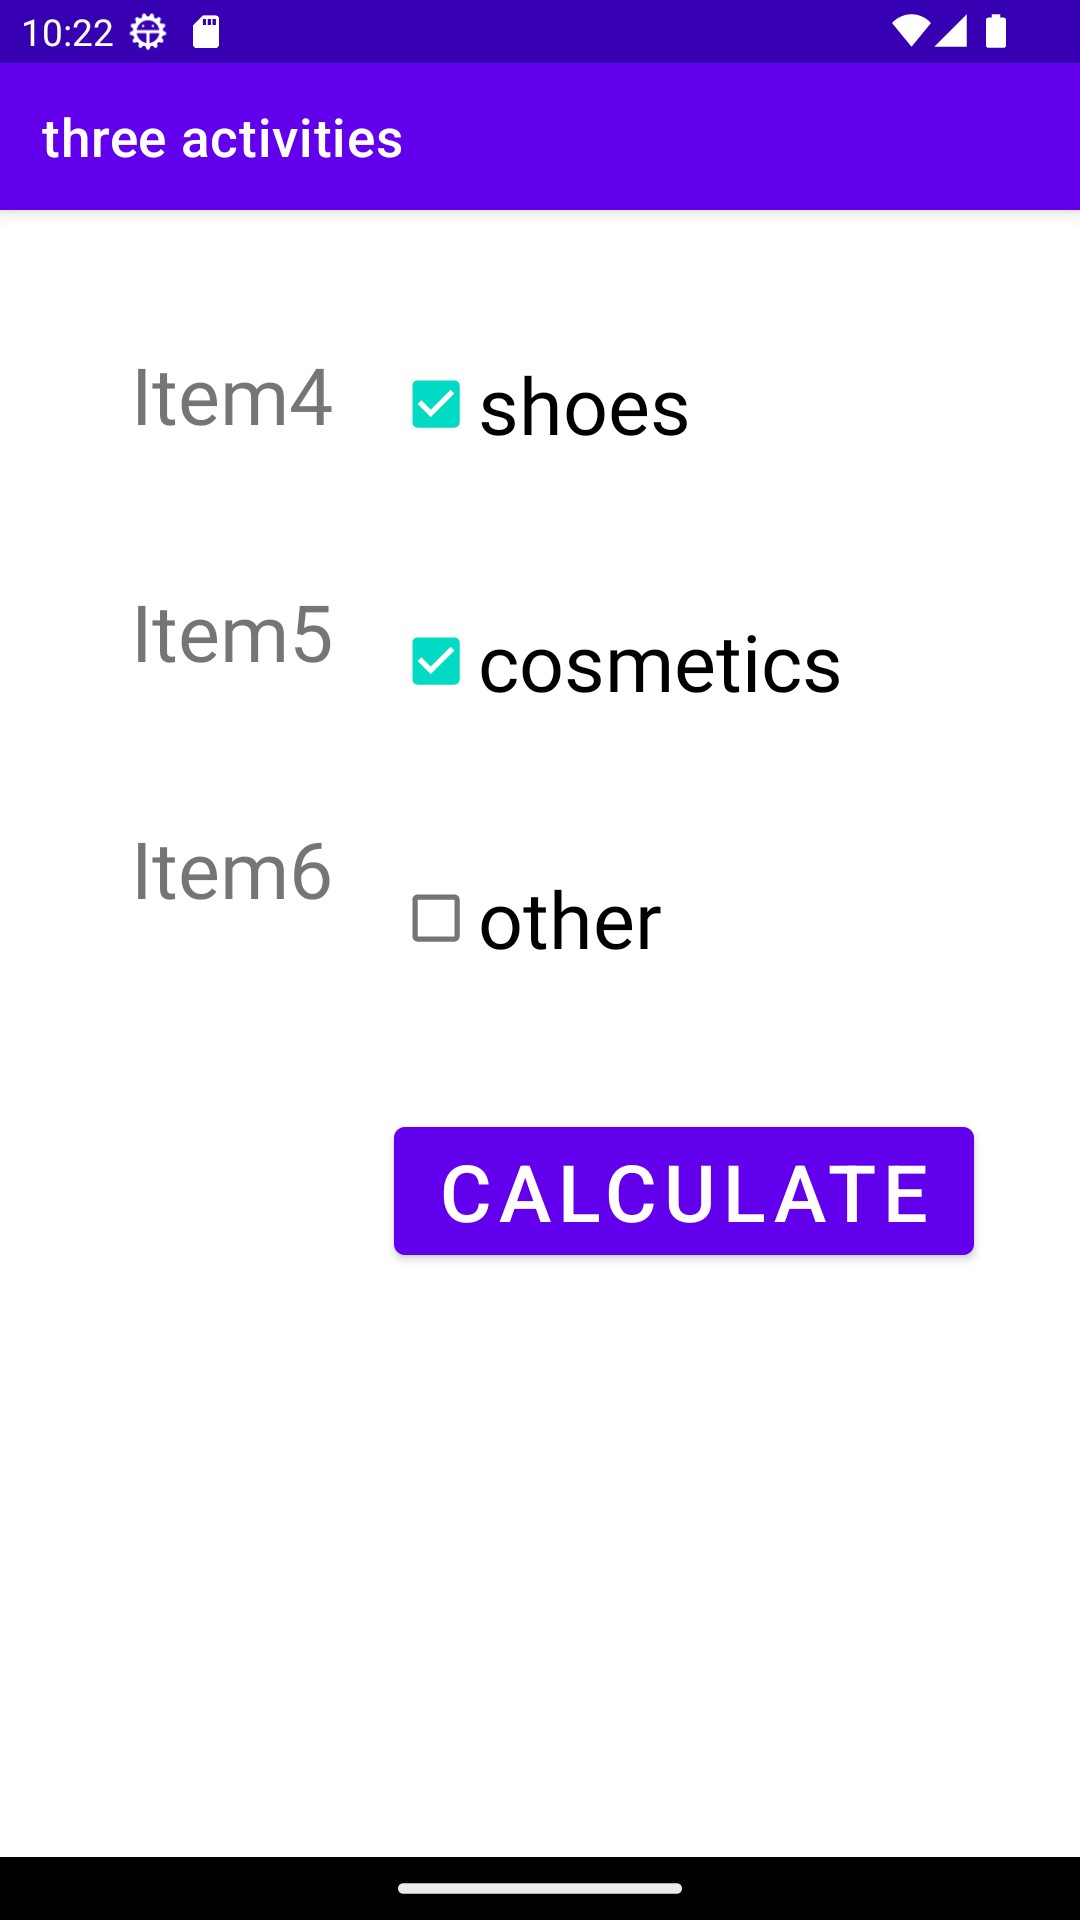 10:22
three activities
Item4 shoes
Item5 cosmetics
Item6 other
CALCULATE